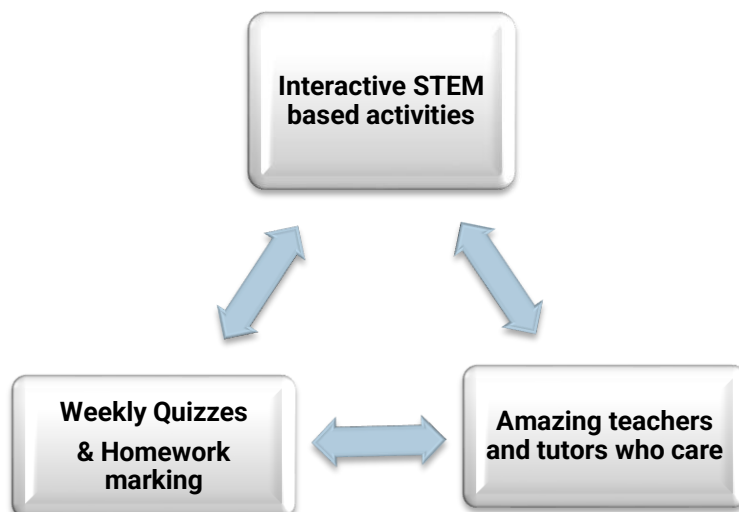 Interactive STEM
based activities
Weekly Quizzes
& Homework
marking
Amazing teachers
and tutors who care